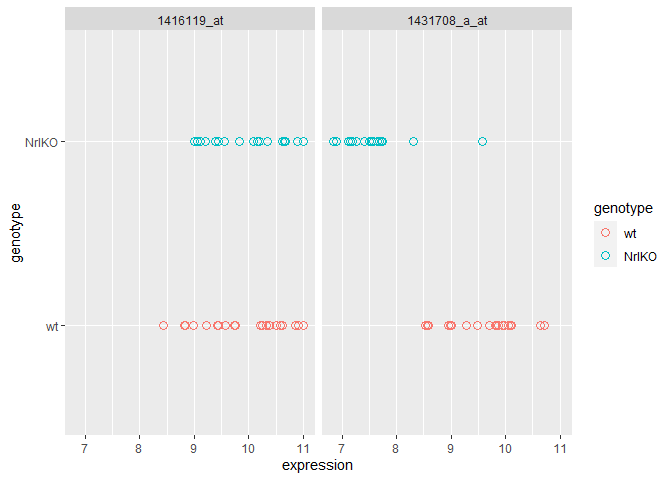 1416119_at
1431708_a_at
NrlKO
wt
genotype
7 8 9 10 11
7 8 9 10 11
expression
genotype
wt
NrlKO